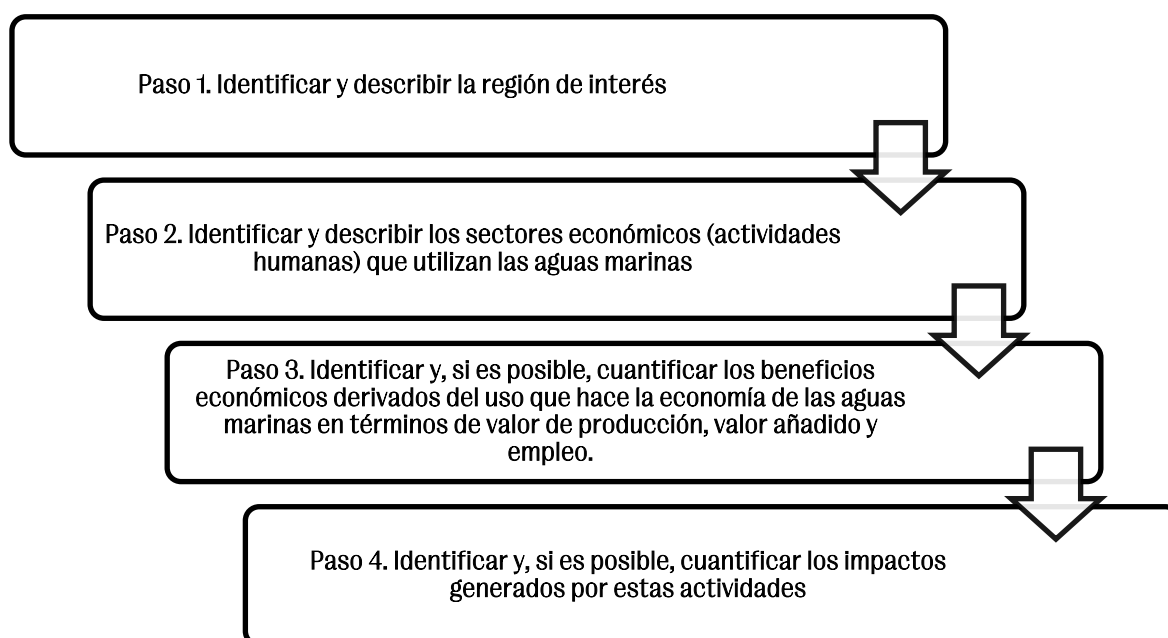 Paso 1. Identificar y describir la región de interés
Paso 2. Identificar y describir los sectores económicos (actividades
humanas) que utilizan las aguas marinas
Paso 3. Identificar y, si es posible, cuantificar los beneficios
económicos derivados del uso que hace la economía de las aguas
marinas en términos de valor de producción, valor añadido y
empleo.
Paso 4. Identificar y, si es posible, cuantificar los impactos
generados por estas actividades